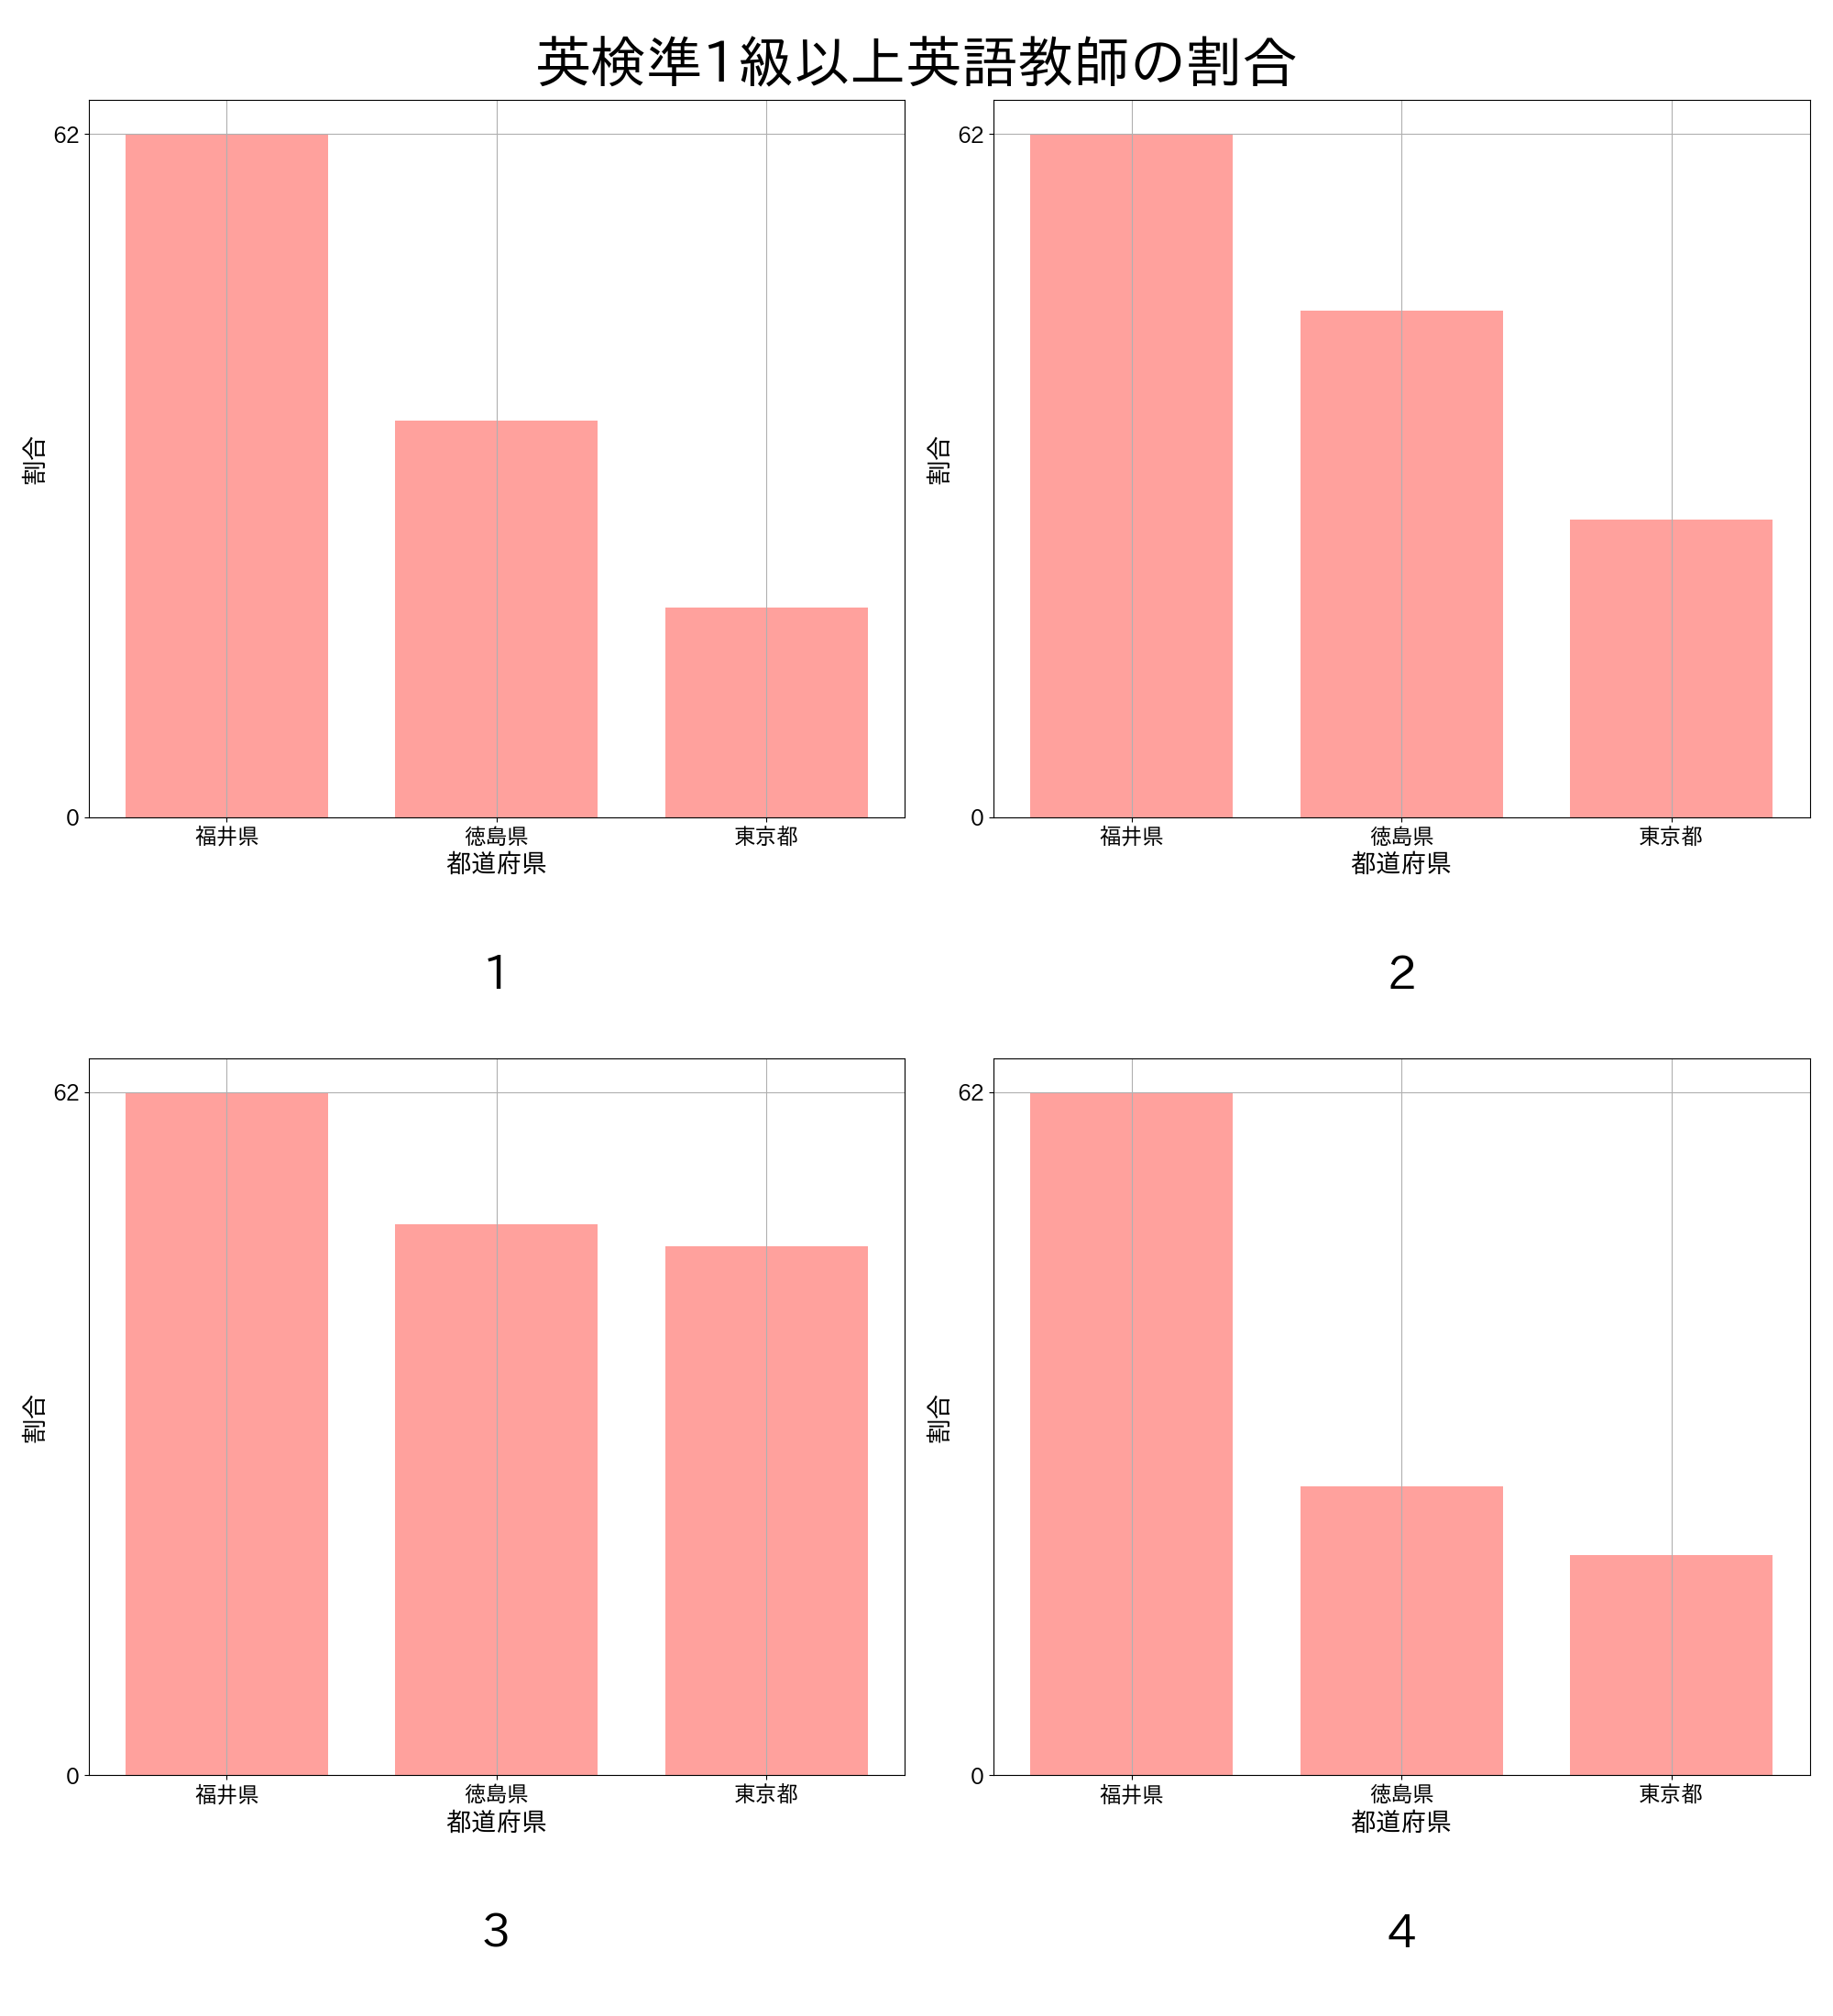 英検準1級以上英語教師の割合
62
0
割合
福井県 徳島県 東京都
都道府県
1
62
0
割合
福井県 徳島県 東京都
都道府県
2
62
0
割合
福井県 徳島県 東京都
都道府県
3
62
0
割合
福井県 徳島県 東京都
都道府県
4